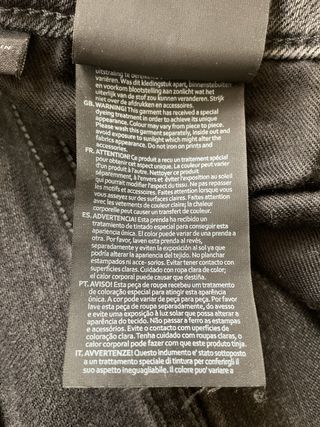 uitstraling te bereiken.
variëren. Was dit kledingstuk apart, binnenstebuiten
en voorkom blootstelling aan zonlicht wat het
uiterlijk van de stof zou kunnen veranderen. Strijk
niet over de afdrukken en accessoires.
GB. WARNING! This garment has received a special
dyeing treatment in order to achieve its unique
appearance. Colour may vary from piece to piece.
Please wash this garment separately, inside out and
avoid exposure to sunlight which might alter the
fabrics appearance. Do not iron on prints and
accessories.
FR. ATTENTION! Ce produit a reçu un traitement spécial
pour obtenir cet aspect unique. La couleur peut varier
d'un produit à l'autre. Nettoyer ce produit
séparemment, à l'envers et éviter l'exposition au soleil
qui pourrait modifier l'aspect du tissu. Ne pas repasser
sur les motifs et accessoires. Faites attention lorsque
vous vous asseyez sur des surfaces claires. Faites attention
avec les vetements de couleurs claires; la chaleur
corporelle peut causer un transfert de couleur.
ES. ADVERTENCIA! Esta prenda ha recibido un
tratamiento de tintado especial para conseguir esta
apariencia única. El color puede variar de una prenda a
otra. Por favor, laven esta prenda al revés,
separadamente y eviten la exposición al sol ya que
podría alterar la apariencia del tejido. No planchar
estampados ni acce-sorios. Evitar tener contacto con
superficies claras. Cuidado con ropa clara de color;
el calor corporal puede causar que destiña.
PT. AVISO! Esta peça de roupa recebeu um tratamento
de coloração especial para atingir esta aparência
única. A cor pode variar de peça para peça. Por favor
lave esta peça de roupa separadamente, do avesso
e evite uma exposição à luz solar que possa alterar a
aparência do tecido. Não passar a ferro as estampas
e acessórios. Evite o contacto com superfícies de
coloração clara. Tenha cuidado com roupas claras, o
calor corporal pode fazer com que este produto tinja.
IT. AVVERTENZE! Questo indumento e' stato sottoposto
a un trattamento speciale di tintura per conferirgli il
suo aspetto ineguagliabile. Il colore puo' variare a